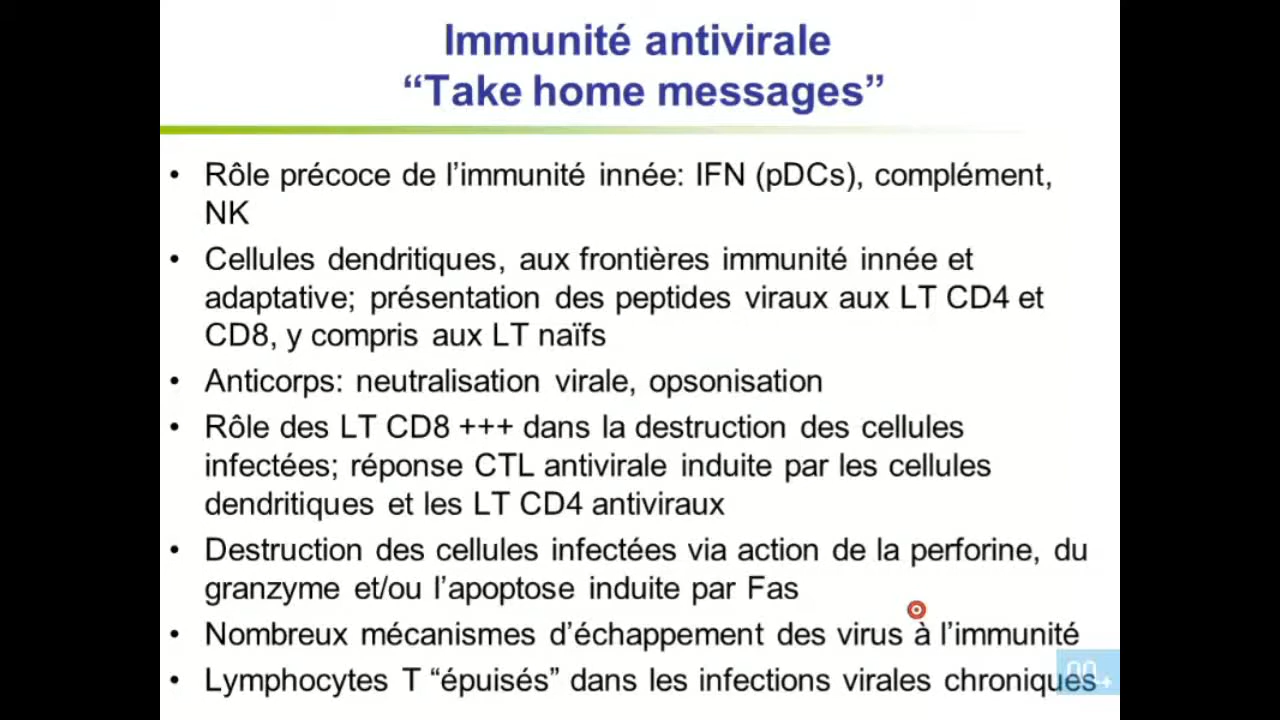 Immunité antivirale
“Take home messages”
• Rôle précoce de l’immunité innée: IFN (pDCs), complément,
NK
• Cellules dendritiques, aux frontières immunité innée et
adaptative; présentation des peptides viraux aux LT CD4 et
CD8, y compris aux LT naïfs
• Anticorps: neutralisation virale, opsonisation
• Rôle des LT CD8 +++ dans la destruction des cellules
infectées; réponse CTL antivirale induite par les cellules
dendritiques et les LT CD4 antiviraux
• Destruction des cellules infectées via action de la perforine, du
granzyme et/ou l’apoptose induite par Fas
• Nombreux mécanismes d’échappement des virus à l’immunité
• Lymphocytes T “épuisés” dans les infections virales chroniques